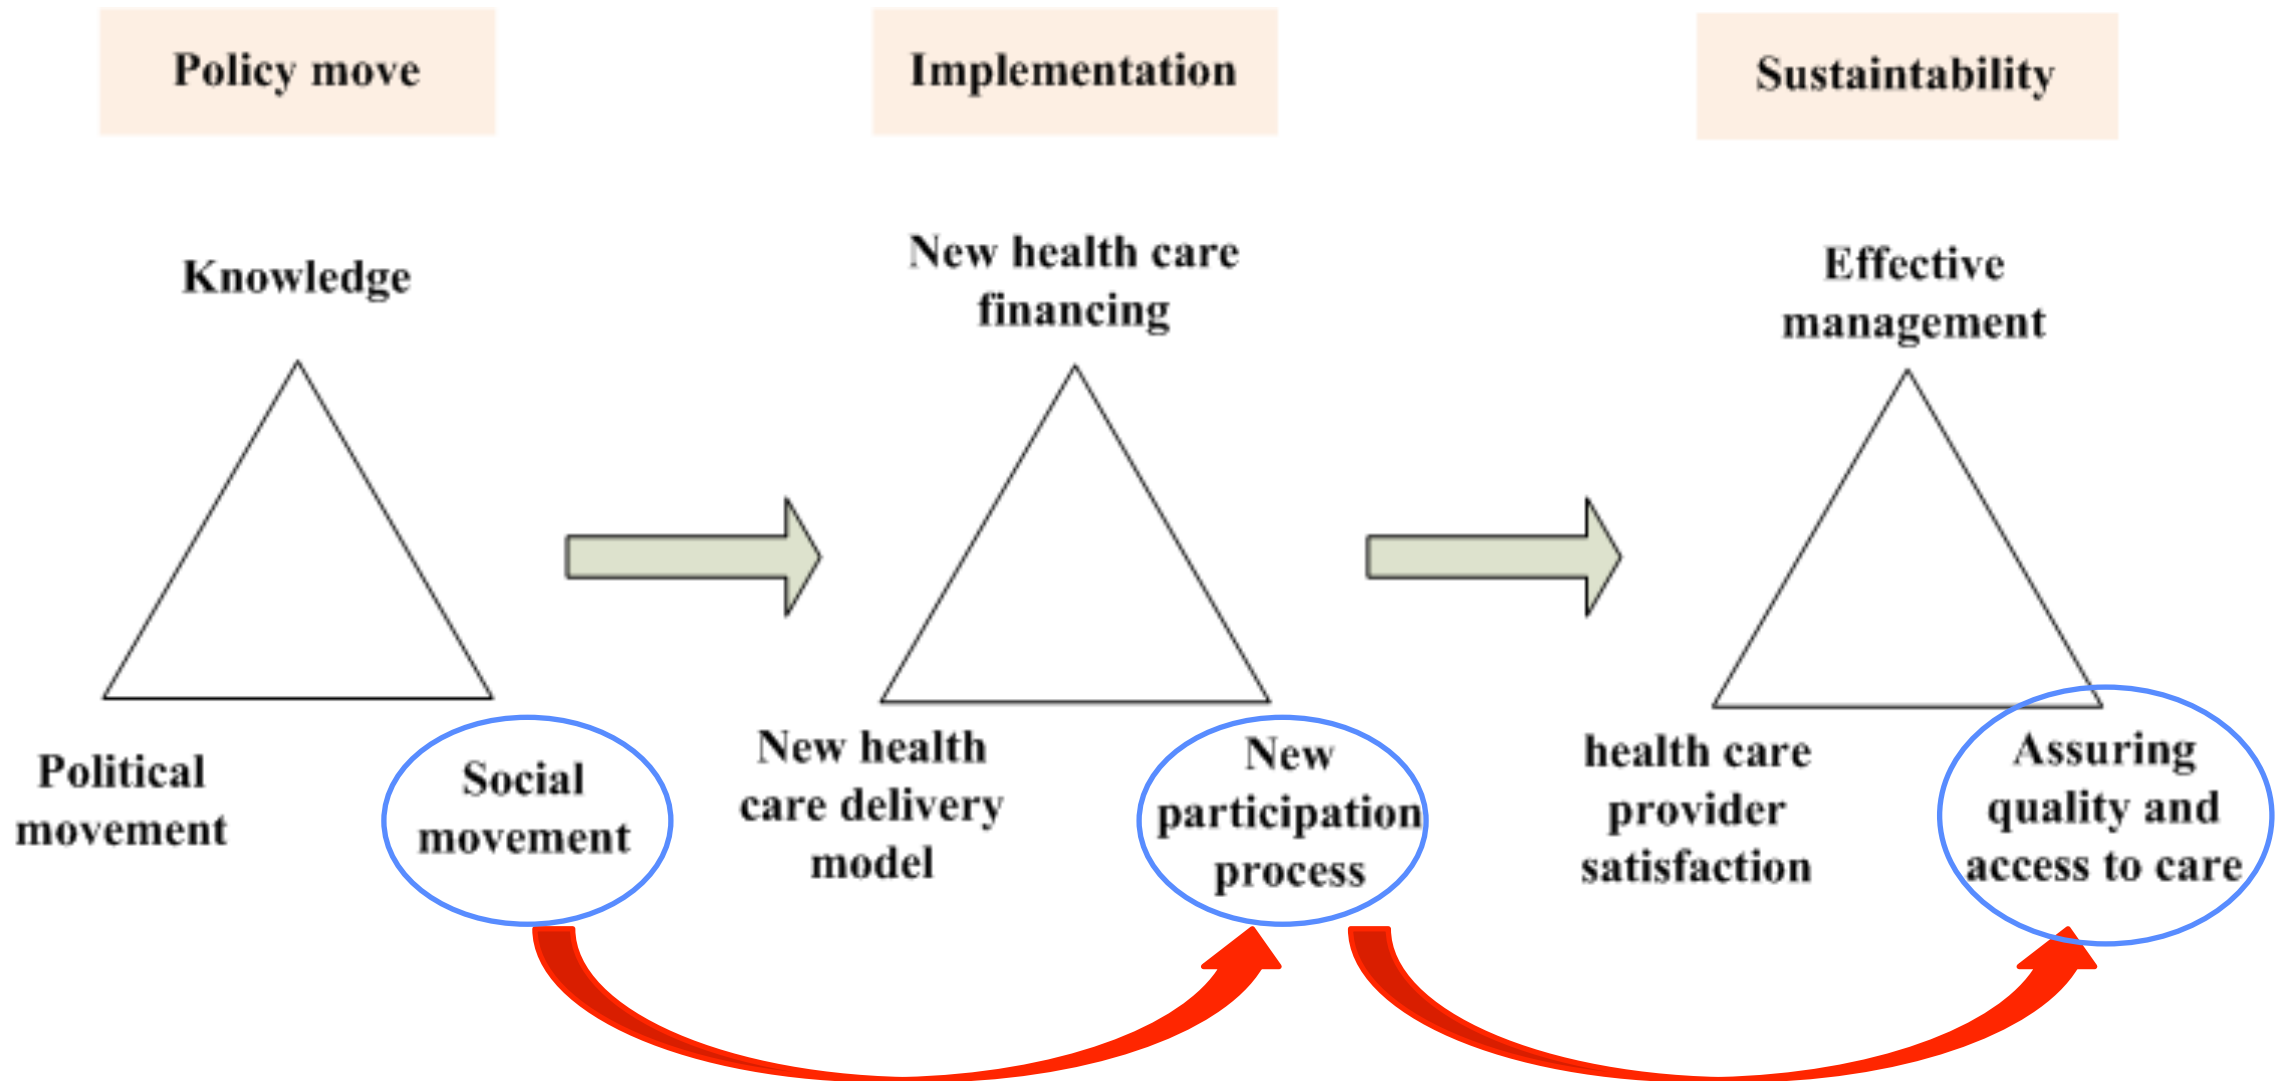 Policy move
Implementation
Sustaintability
Knowledge
New health care
financing
Effective
management
Political
movement
Social
movement
New health
care delivery
model
New
participation
process
health care
provider
satisfaction
Assuring
quality and
access to care